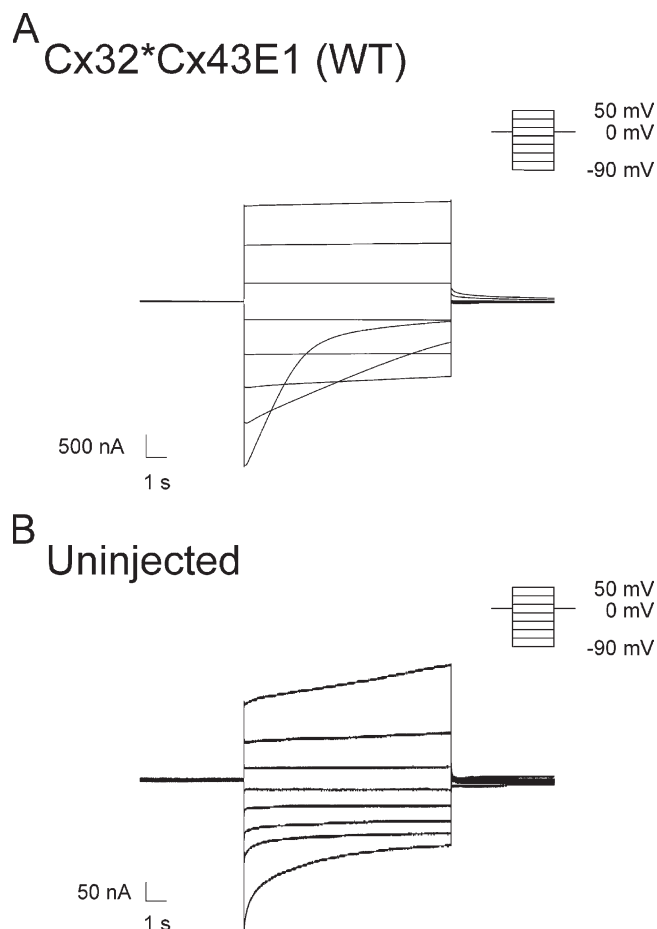 A
Cx32*Cx43E1 (WT)
50 mV
0 mV
-90 mV
500 nA
1 s
B
Uninjected
50 mV
0 mV
-90 mV
50 nA
1 s